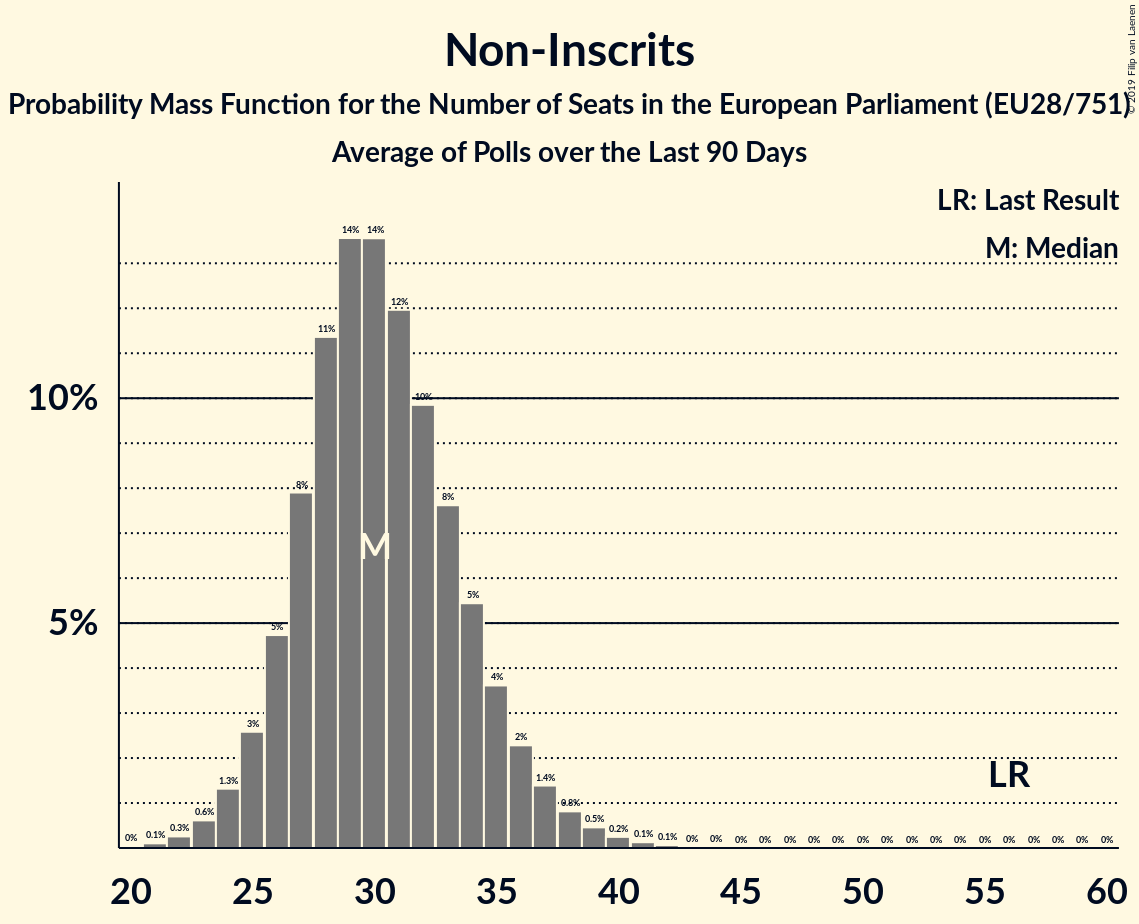 © 2019 Filip van Laenen
Non-Inscrits
Probability Mass Function for the Number of Seats in the European Parliament (EU28/751)
Average of Polls over the Last 90 Days
LR: Last Result
M: Median
14% 14%
12%
11%
10% 10%
8% 8%
M
5%
5% 5%
4%
3%
2%
LR
1.3% 1.4%
0.8%
0% 0.1% 0.3% 0.6% 0.5% 0.2% 0.1% 0.1% 0% 0% 0% 0% 0% 0% 0% 0% 0% 0% 0% 0% 0% 0% 0% 0% 0% 0%
20 25 30 35 40 45 50 55 60